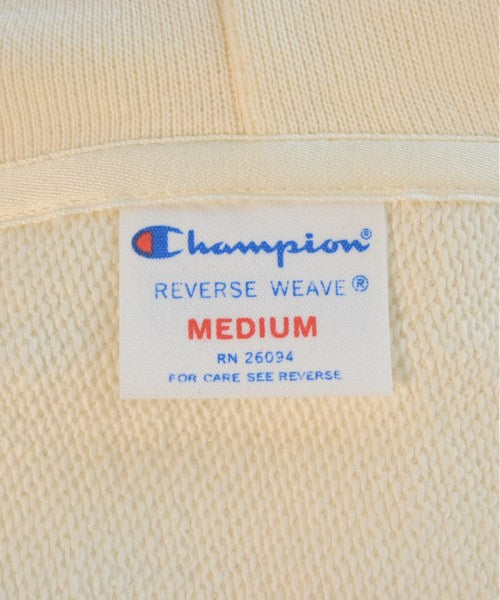 Champion®
REVERSE WEAVE®
MEDIUM
RN 26094
FOR CARE SEE REVERSE